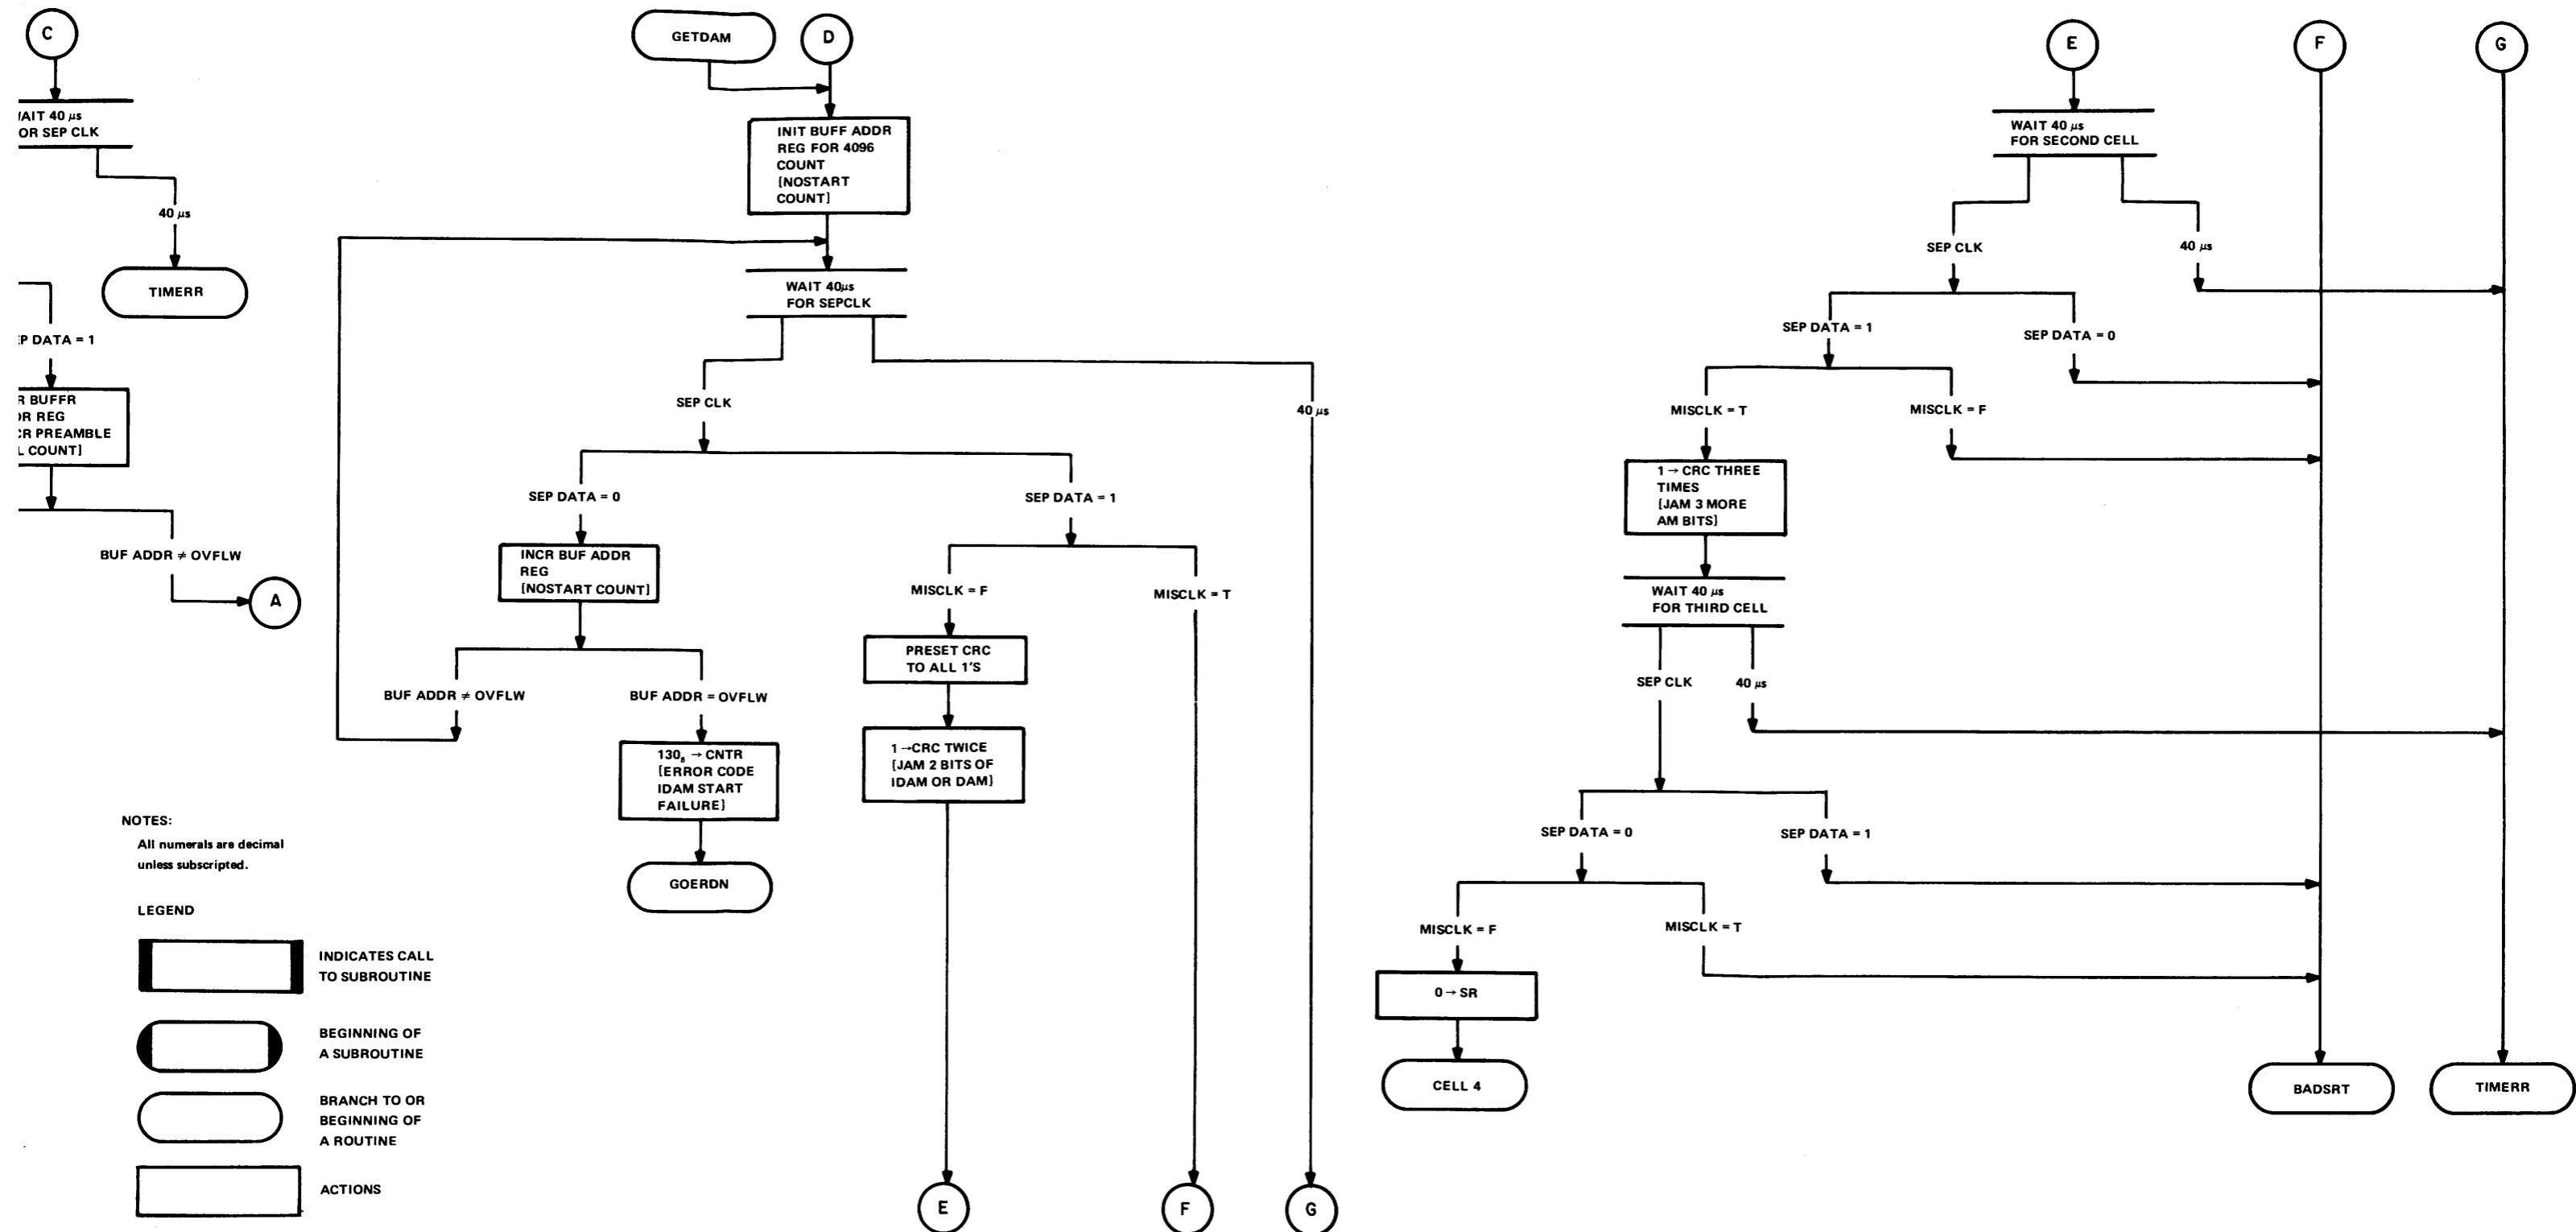 C
WAIT 40 μs
OR SEP CLK
40 μs
TIMERR
EP DATA = 1
R BUFFR
OR REG
CR PREAMBLE
L COUNT]
BUF ADDR ≠ OVFLW
A
NOTES:
All numerals are decimal
unless subscripted.
LEGEND
INDICATES CALL
TO SUBROUTINE
BEGINNING OF
A SUBROUTINE
BRANCH TO OR
BEGINNING OF
A ROUTINE
ACTIONS
GETDAM
D
INIT BUFF ADDR
REG FOR 4096
COUNT
[NOSTART
COUNT]
WAIT 40μs
FOR SEPCLK
SEP CLK
40 μs
SEP DATA = 0
SEP DATA = 1
INCR BUF ADDR
REG
[NOSTART COUNT]
MISCLK = F
MISCLK = T
BUF ADDR ≠ OVFLW
BUF ADDR = OVFLW
PRESET CRC
TO ALL 1'S
130₈ → CNTR
[ERROR CODE
IDAM START
FAILURE]
1→CRC TWICE
[JAM 2 BITS OF
IDAM OR DAM]
GOERDN
E
F
G
E
F
G
WAIT 40 μs
FOR SECOND CELL
SEP CLK
40 μs
SEP DATA = 1
SEP DATA = 0
MISCLK = T
MISCLK = F
1 → CRC THREE
TIMES
[JAM 3 MORE
AM BITS]
WAIT 40 μs
FOR THIRD CELL
SEP CLK
40 μs
SEP DATA = 0
SEP DATA = 1
MISCLK = F
MISCLK = T
0 → SR
CELL 4
BADSRT
TIMERR